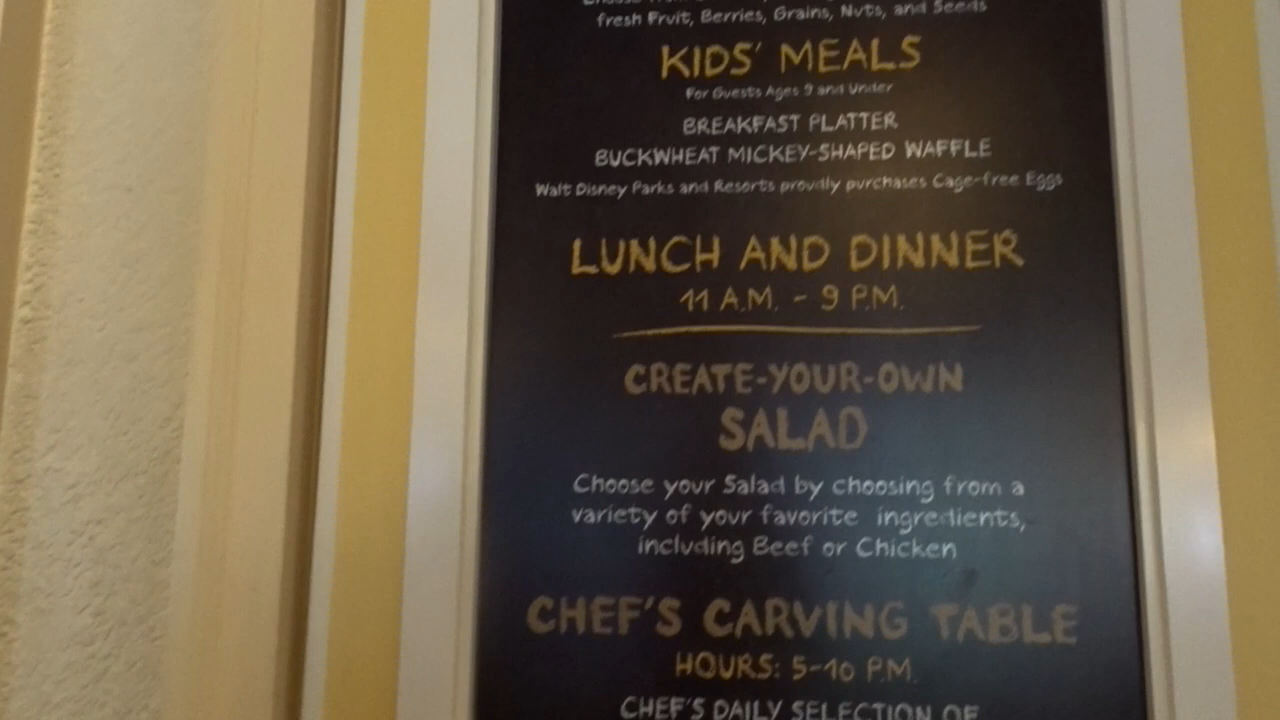 fresh Fruit, Berries, Grains, Nuts, and Seeds
KIDS' MEALS
For Guests Ages 9 and Under
BREAKFAST PLATTER
BUCKWHEAT MICKEY-SHAPED WAFFLE
Walt Disney Parks and Resorts proudly purchases Cage-free Eggs
LUNCH AND DINNER
11 A.M. - 9 P.M.
CREATE-YOUR-OWN
SALAD
Choose your Salad by choosing from a
variety of your favorite ingredients,
including Beef or Chicken
CHEF'S CARVING TABLE
HOURS: 5-10 P.M.
CHEF'S DAILY SELECTION OF